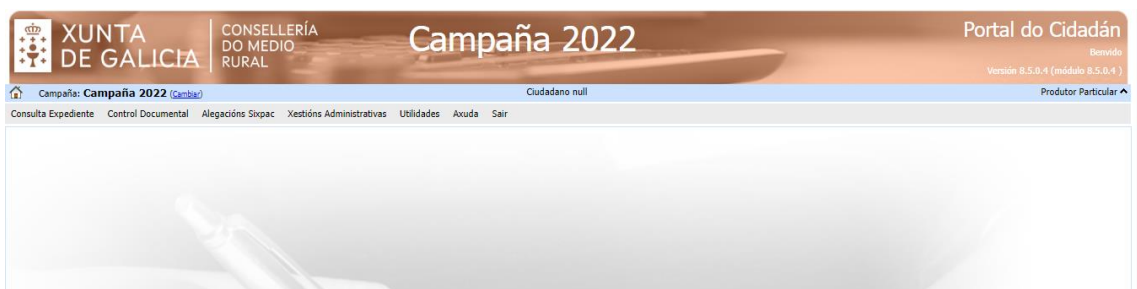 XUNTA
DE GALICIA
CONSELLERÍA
DO MEDIO
RURAL
Campaña 2022
Portal do Cidadán
Benvido
Versión 8.5.0.4 (módulo 8.5.0.4 )
Campaña: Campaña 2022 (Cambiar)
Ciudadano null
Produtor Particular
Consulta Expediente Control Documental Alegacións Sixpac Xestións Administrativas Utilidades Axuda Sair